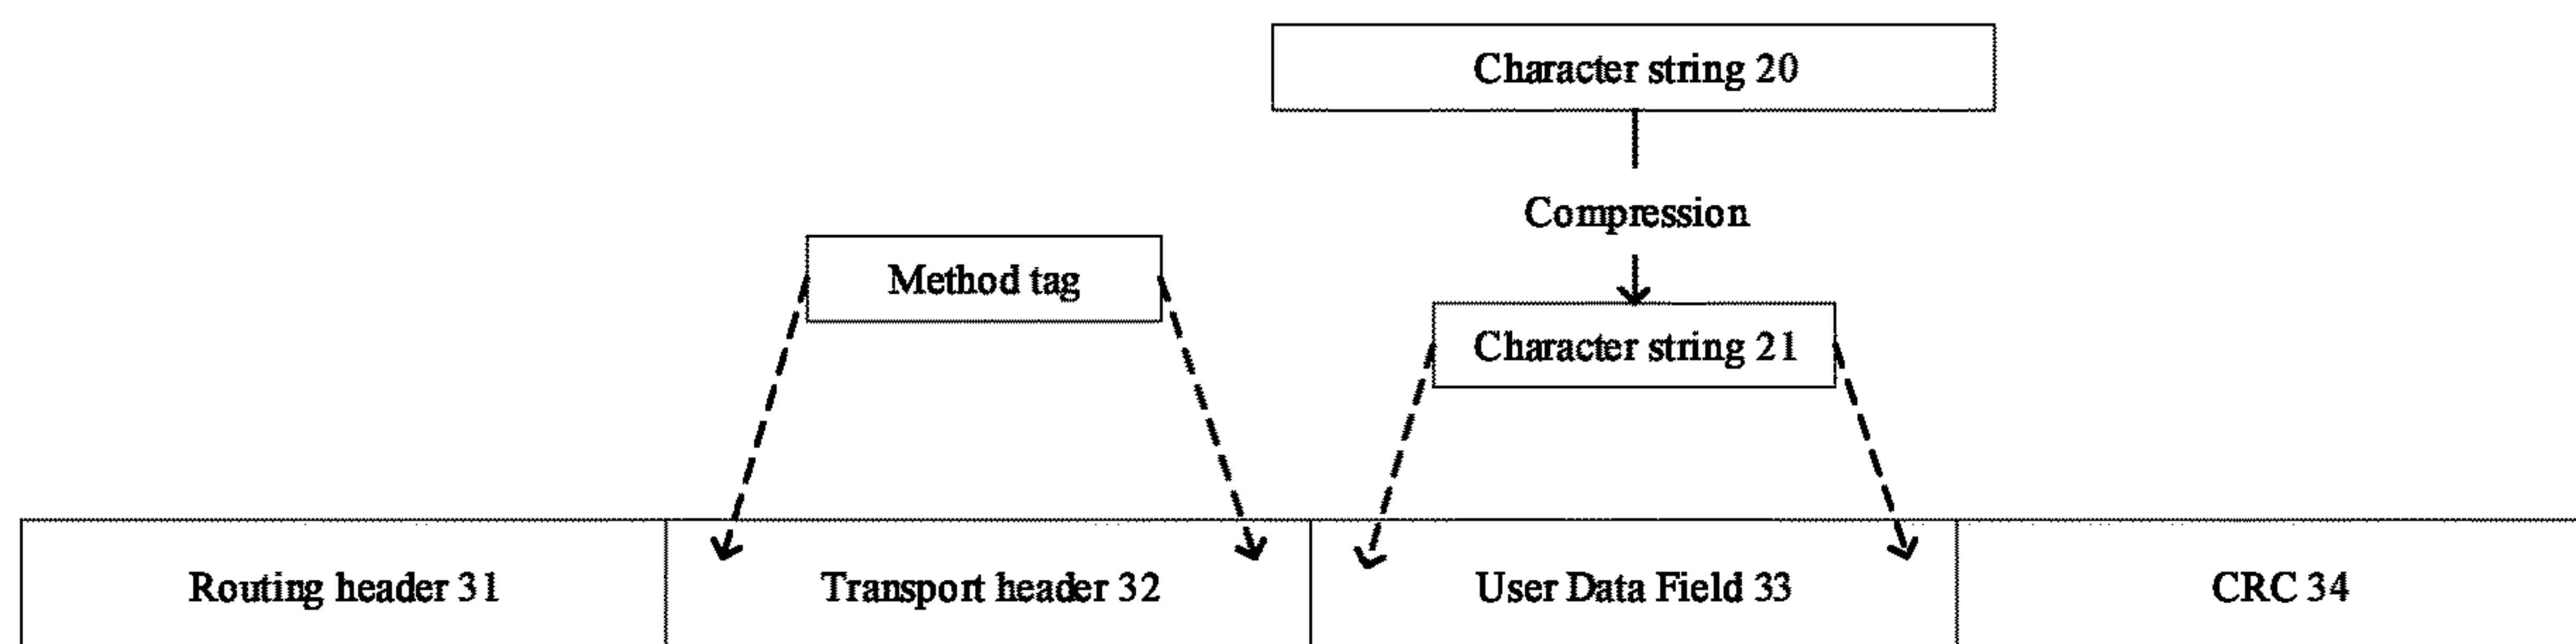 Character string 20
Compression
Method tag
Character string 21
Routing header 31
Transport header 32
User Data Field 33
CRC 34